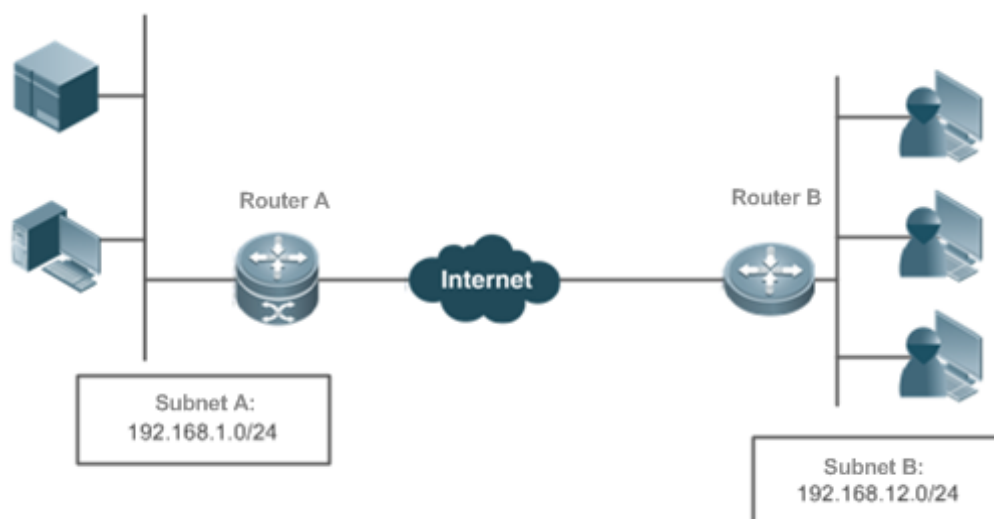 Router A
Router B
Internet
Subnet A:
192.168.1.0/24
Subnet B:
192.168.12.0/24